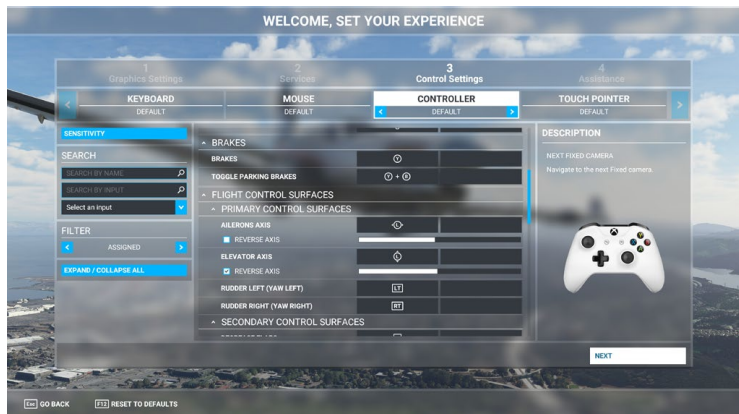 WELCOME, SET YOUR EXPERIENCE
1
Graphics Settings
2
Services
3
Control Settings
4
Assistance
KEYBOARD
DEFAULT
MOUSE
DEFAULT
CONTROLLER
DEFAULT
TOUCH POINTER
DEFAULT
SENSITIVITY
SEARCH
SEARCH BY NAME
SEARCH BY INPUT
Select an input
FILTER
ASSIGNED
EXPAND / COLLAPSE ALL
BRAKES
BRAKES Y
TOGGLE PARKING BRAKES Y + B
FLIGHT CONTROL SURFACES
PRIMARY CONTROL SURFACES
AILERONS AXIS L
REVERSE AXIS
ELEVATOR AXIS L
REVERSE AXIS
RUDDER LEFT (YAW LEFT) LT
RUDDER RIGHT (YAW RIGHT) RT
SECONDARY CONTROL SURFACES
DESCRIPTION
NEXT FIXED CAMERA
Navigate to the next Fixed camera.
NEXT
Esc GO BACK
F12 RESET TO DEFAULTS